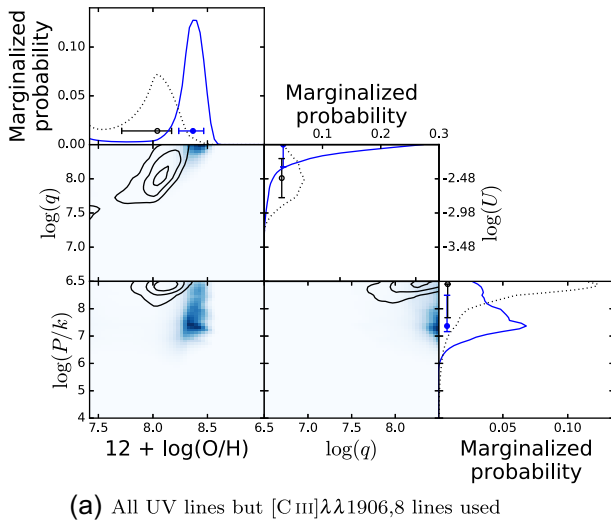 Marginalized
probability
0.10
0.05
0.00
Marginalized
probability
0.1 0.2 0.3
log(q)
8.0
7.5
7.0
6.5
-2.48
-2.98
-3.48
log(U)
log(P/k)
8
7
6
5
4
7.5 8.0 8.5
12 + log(O/H)
6.5 7.0 7.5 8.0
log(q)
0.05 0.10
Marginalized
probability
(a) All UV lines but [C III]λλ1906,8 lines used